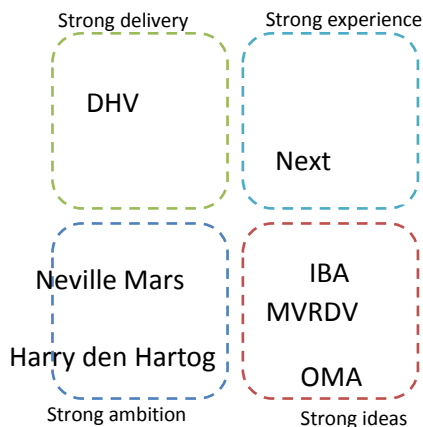 Strong delivery
Strong experience
DHV
Next
Neville Mars
IBA
MVRDV
Harry den Hartog
OMA
Strong ambition
Strong ideas